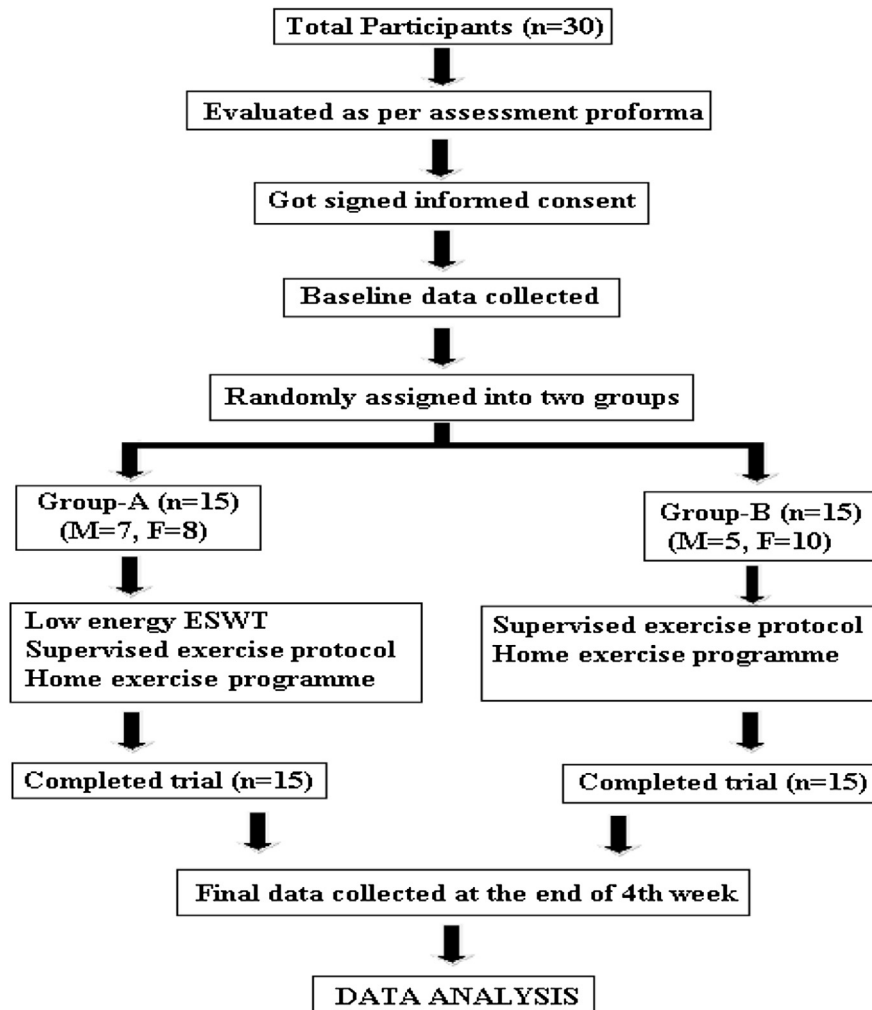 Total Participants (n=30)
Evaluated as per assessment proforma
Got signed informed consent
Baseline data collected
Randomly assigned into two groups
Group-A (n=15)
(M=7, F=8)
Group-B (n=15)
(M=5, F=10)
Low energy ESWT
Supervised exercise protocol
Home exercise programme
Supervised exercise protocol
Home exercise programme
Completed trial (n=15)
Completed trial (n=15)
Final data collected at the end of 4th week
DATA ANALYSIS